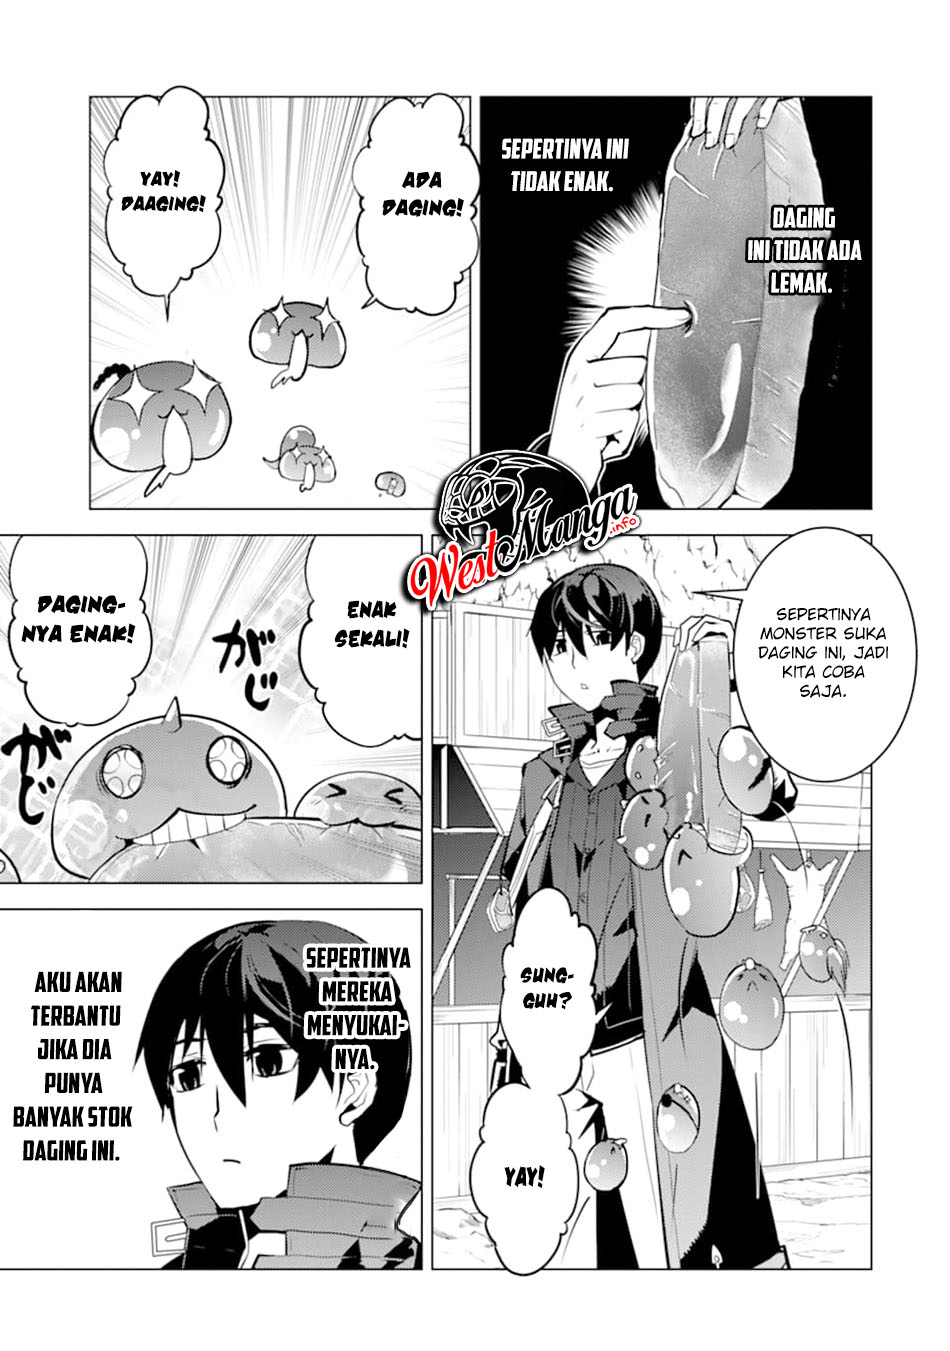 SEPERTINYA INI
TIDAK ENAK.
DAGING
INI TIDAK ADA
LEMAK.
ADA
DAGING!
YAY!
DAAGING!
WEST MANGA
.info
SEPERTINYA
MONSTER SUKA
DAGING INI, JADI
KITA COBA
SAJA.
SUNG-
GUH?
YAY!
ENAK
SEKALI!
DAGING-
NYA ENAK!
がじ
がじ
SEPERTINYA
MEREKA
MENYUKAI-
NYA.
AKU AKAN
TERBANTU
JIKA DIA
PUNYA
BANYAK STOK
DAGING INI.